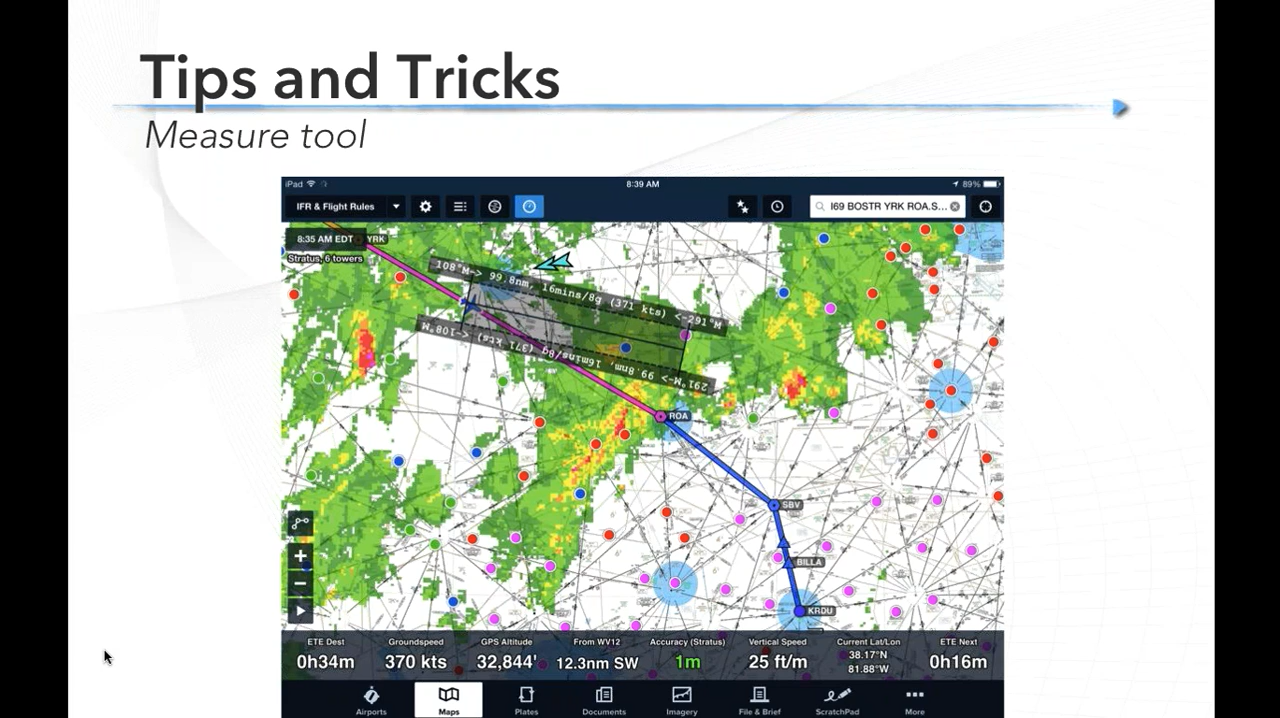 Tips and Tricks
Measure tool
iPad 8:39 AM 89%
IFR & Flight Rules I69 BOSTR YRK ROA.S...
8:35 AM EDT YRK
Stratus, 6 towers
108°M-> 99.8nm, 16mins/8g (371 kts) <-291°M
291°M-> 99.8nm, 16mins/8g (371 kts) <-108°M
ROA
SBV
BILLA
KRDU
ETE Dest Groundspeed GPS Altitude From WV12 Accuracy (Stratus) Vertical Speed Current Lat/Lon ETE Next
0h34m 370 kts 32,844' 12.3nm SW 1m 25 ft/m 38.17°N 81.88°W 0h16m
Airports Maps Plates Documents Imagery File & Brief ScratchPad More